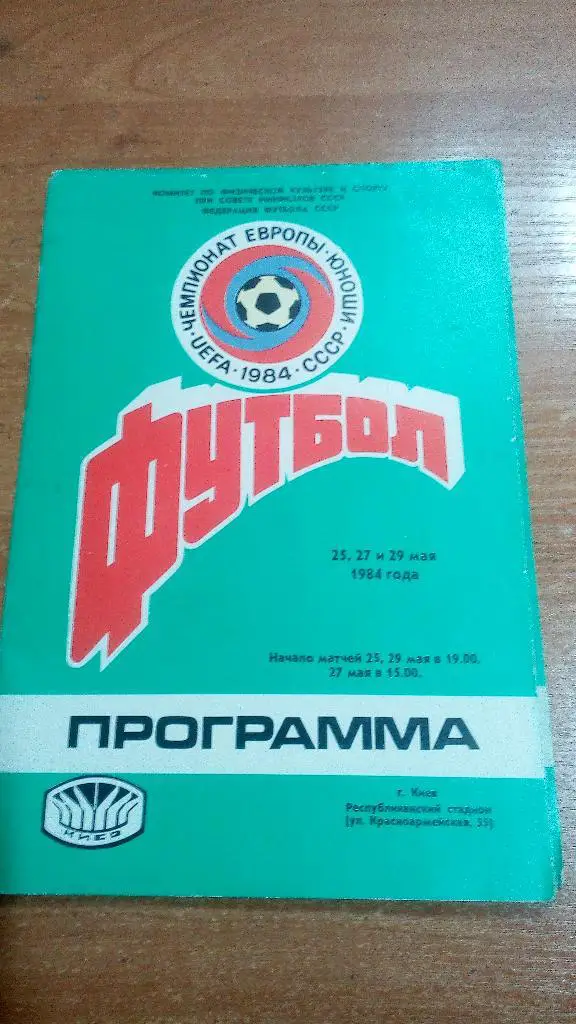 КОМИТЕТ ПО ФИЗИЧЕСКОЙ КУЛЬТУРЕ И СПОРТУ
ПРИ СОВЕТЕ МИНИСТРОВ СССР
ФЕДЕРАЦИЯ ФУТБОЛА СССР
ЧЕМПИОНАТ ЕВРОПЫ·ЮНОШИ
·UEFA·1984·СССР·
ФУТБОЛ
25, 27 и 29 мая
1984 года
Начало матчей 25, 29 мая в 19.00.
27 мая в 15.00.
ПРОГРАММА
КИЕВ
г. Киев
Республиканский стадион
(ул. Красноармейская, 55)